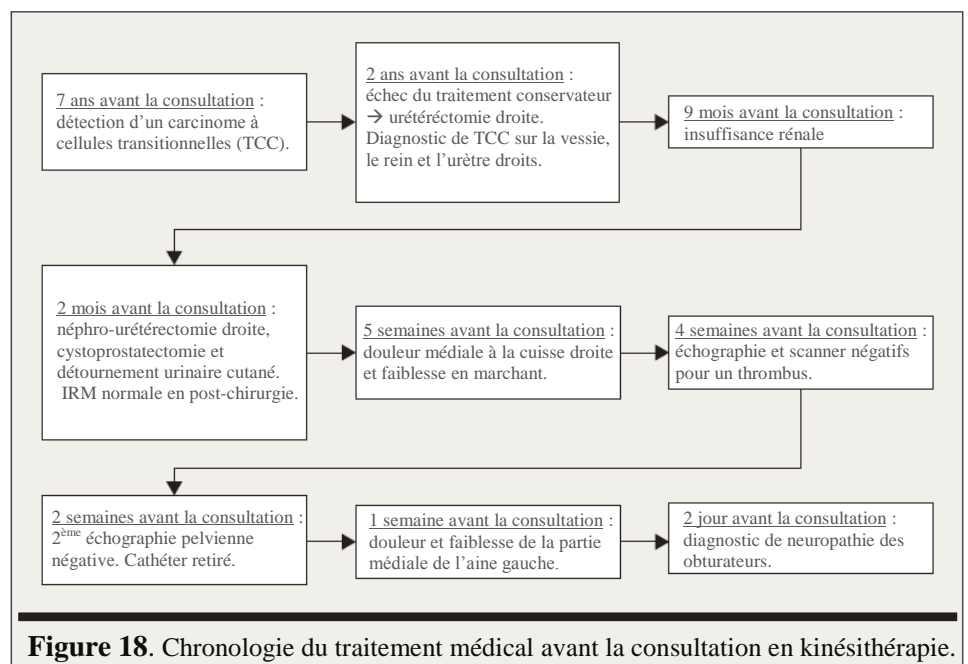 7 ans avant la consultation :
détection d’un carcinome à
cellules transitionnelles (TCC).
2 ans avant la consultation :
échec du traitement conservateur
→ urétéréctomie droite.
Diagnostic de TCC sur la vessie,
le rein et l’urètre droits.
9 mois avant la consultation :
insuffisance rénale
2 mois avant la consultation :
néphro-urétérectomie droite,
cystoprostatectomie et
détournement urinaire cutané.
IRM normale en post-chirurgie.
5 semaines avant la consultation :
douleur médiale à la cuisse droite
et faiblesse en marchant.
4 semaines avant la consultation :
échographie et scanner négatifs
pour un thrombus.
2 semaines avant la consultation :
2ème échographie pelvienne
négative. Cathéter retiré.
1 semaine avant la consultation :
douleur et faiblesse de la partie
médiale de l’aine gauche.
2 jour avant la consultation :
diagnostic de neuropathie des
obturateurs.
Figure 18. Chronologie du traitement médical avant la consultation en kinésithérapie.